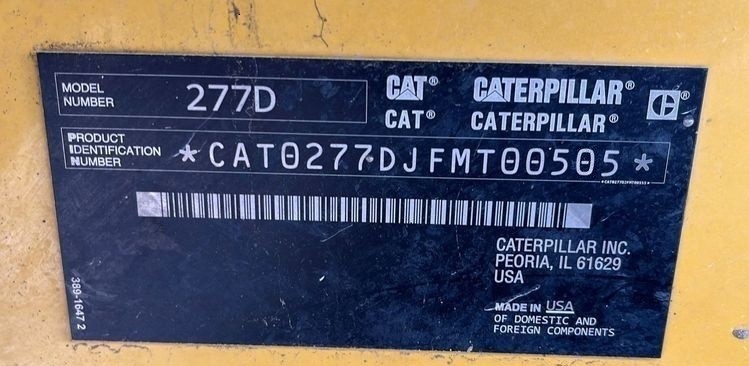 MODEL
NUMBER
277D
CAT® CATERPILLAR®
CAT® CATERPILLAR®
PRODUCT
IDENTIFICATION
NUMBER
*CAT0277DJFMT00505*
CATERPILLAR INC.
PEORIA, IL 61629
USA
MADE IN USA
OF DOMESTIC AND
FOREIGN COMPONENTS
389-1647 2